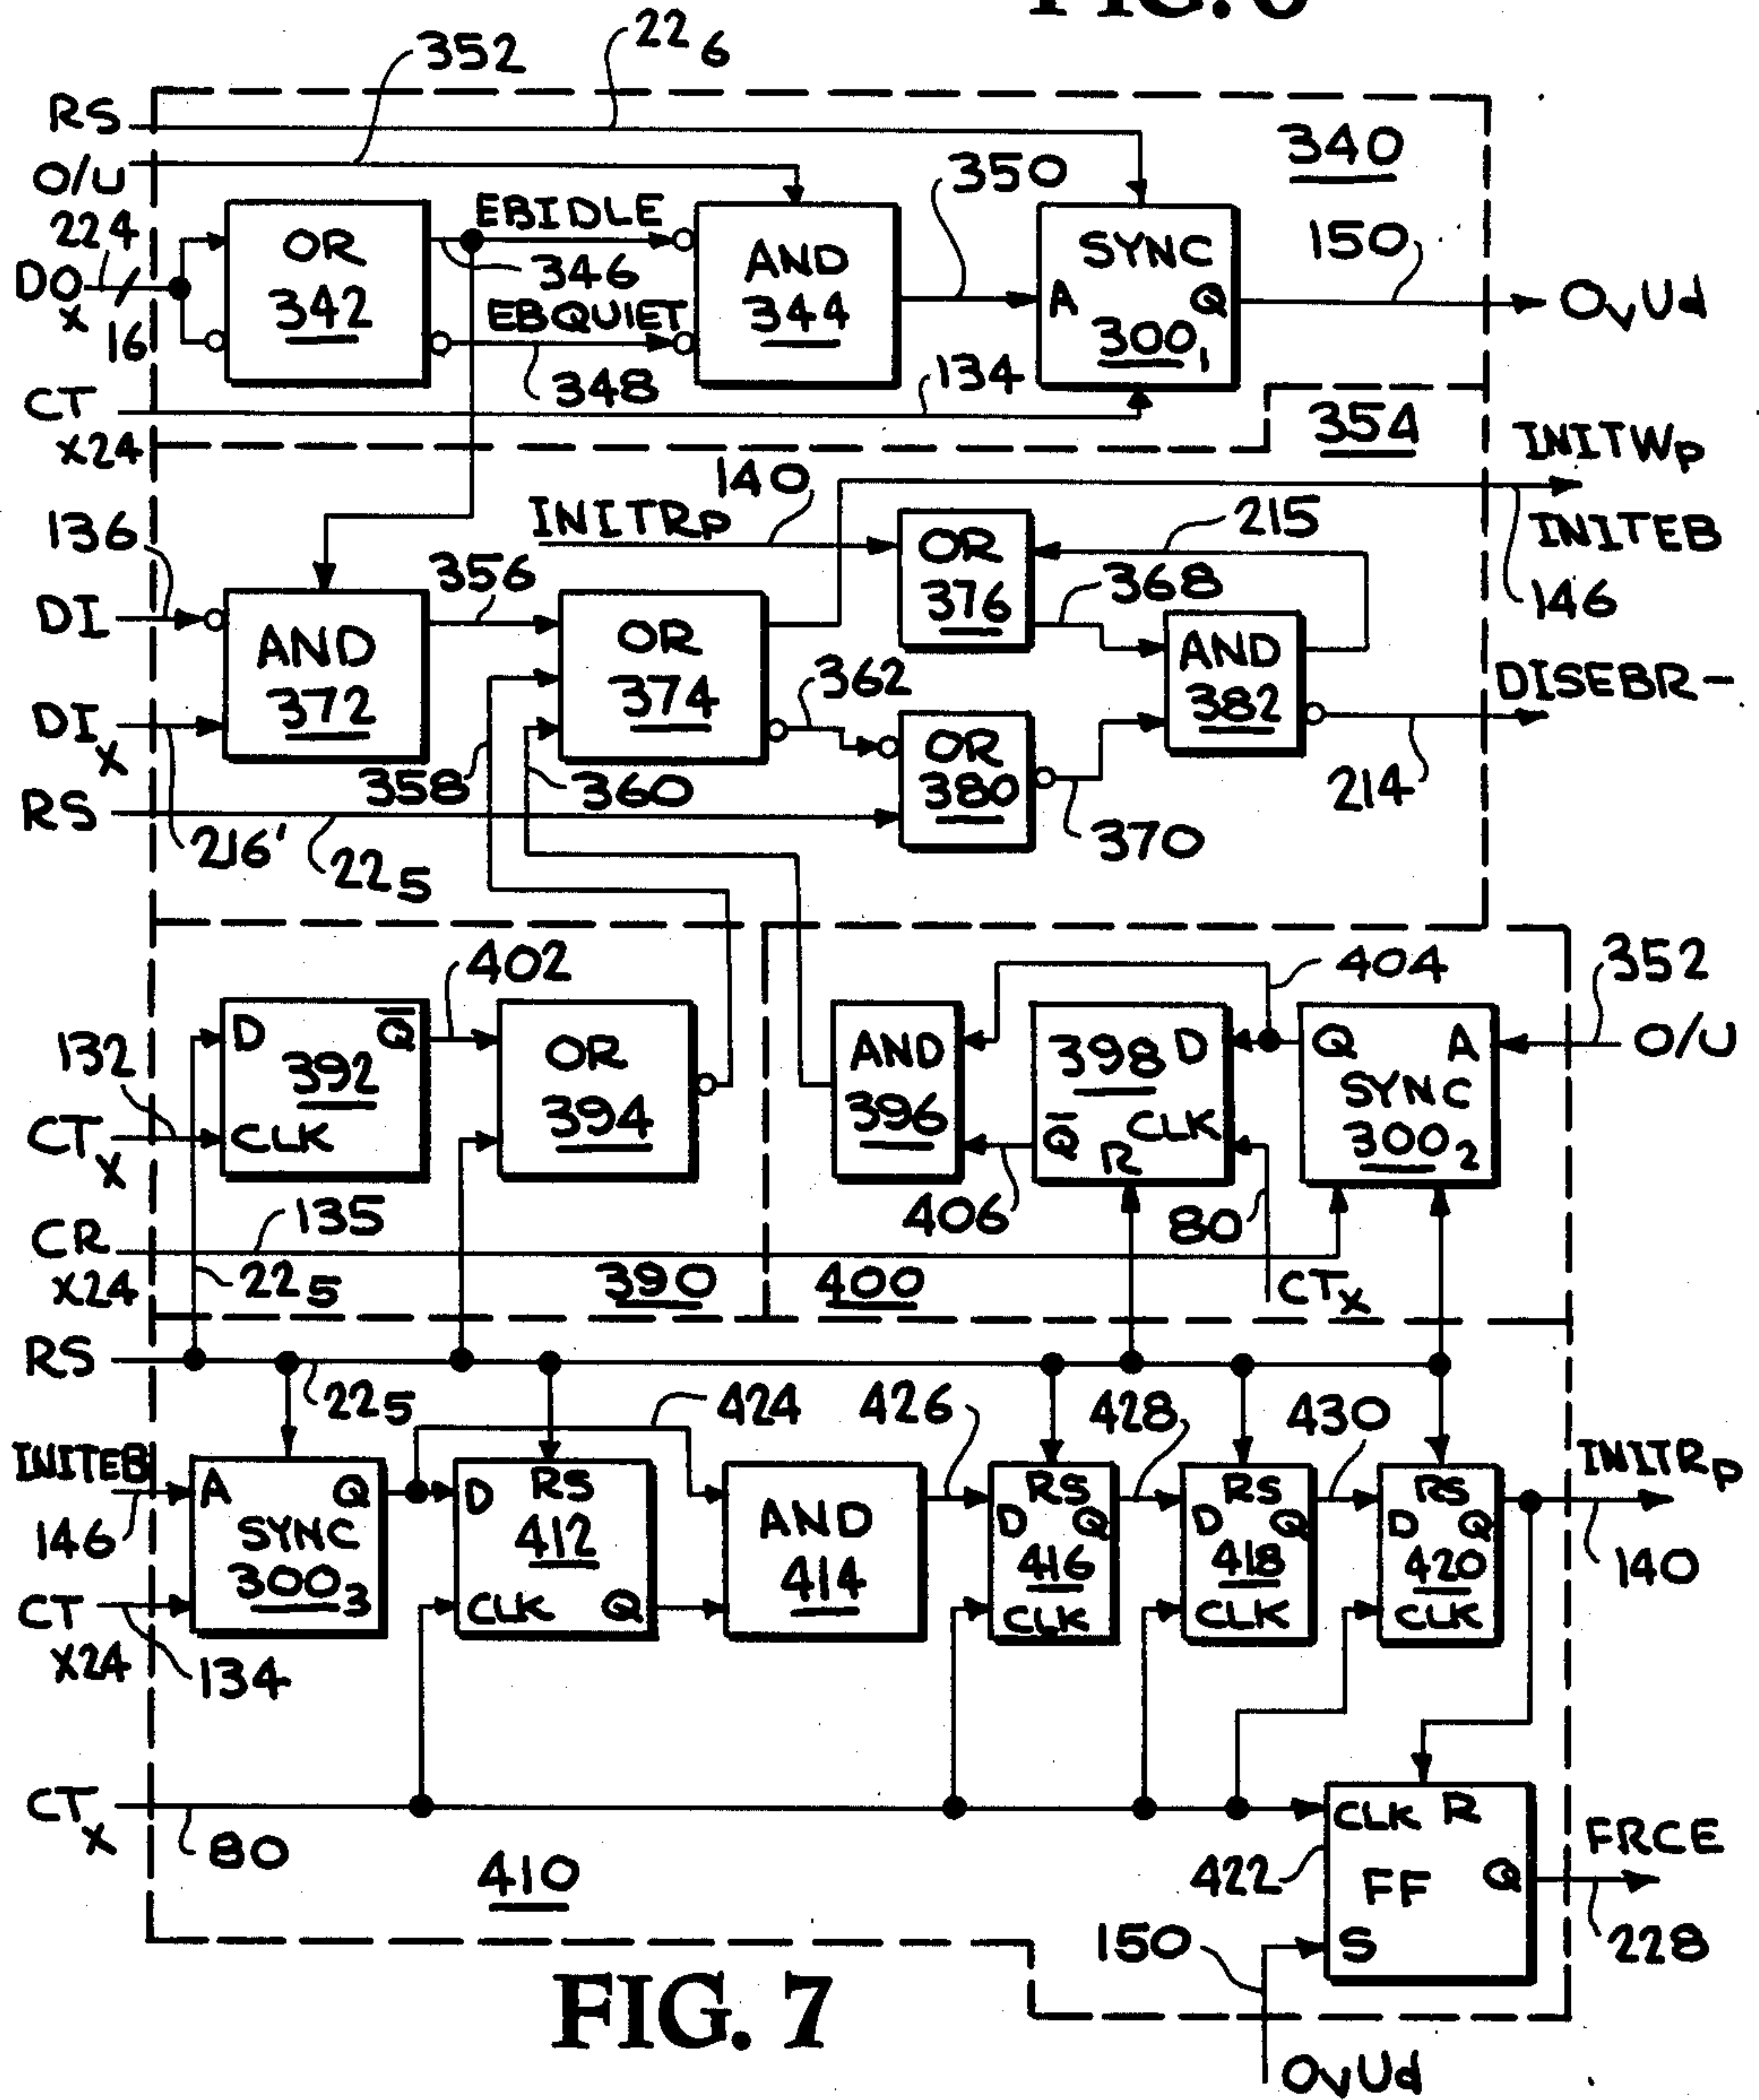 FIG. 6
352
22 6
RS
340
O/U
350
224
EBIDLE
OR
342
346
AND
344
SYNC
A Q
300 1
150
OvUd
DO x
16
EBQUIET
348
134
CT
x24
354
INITWp
140
136
INITRp
215
INITEB
OR
376
368
146
DI
356
AND
372
OR
374
362
AND
382
DISEBR-
DI x
OR
380
358
360
214
RS
216'
22 5
370
402
404
352
O/U
132
D Q̅
392
CLK
OR
394
AND
396
398 D
Q̅ R CLK
Q A
SYNC
300 2
CT x
406
80
CR
x24
135
22 5
390
400
CT x
RS
22 5
424
426
428
430
INITEB
INITRp
A Q
SYNC
300 3
D RS
412
CLK Q
AND
414
RS
D Q
416
CLK
RS
D Q
418
CLK
RS
D Q
420
CLK
146
140
CT
x24
134
CT x
80
CLK R
FRCE
410
422
FF Q
150
S
228
FIG. 7
OvUd